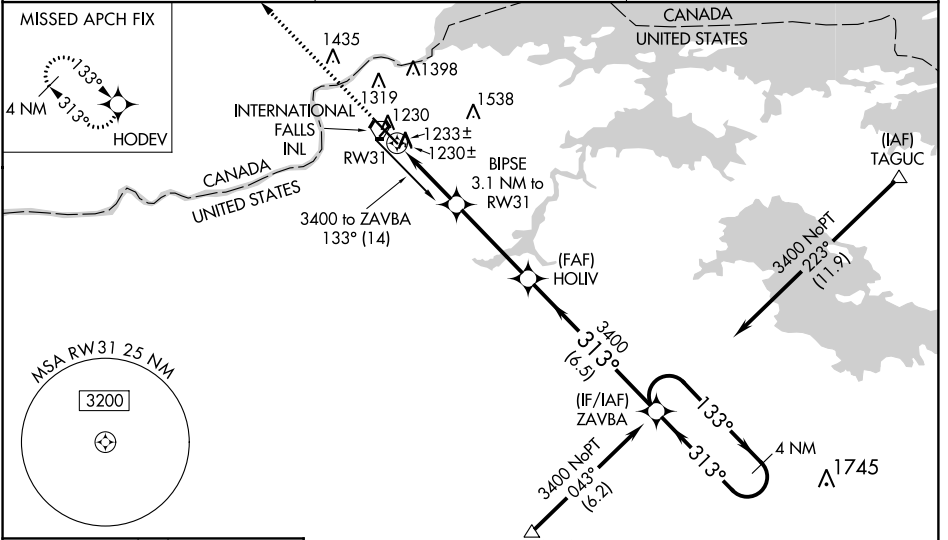 MISSED APCH FIX
133°
4 NM
313°
HODEV
CANADA
UNITED STATES
1435
1398
1319
1538
1230
INTERNATIONAL
FALLS
INL
1233±
1230±
RW31
BIPSE
3.1 NM to
RW31
(IAF)
TAGUC
CANADA
UNITED STATES
3400 to ZAVBA
133° (14)
3400 NoPT
223°
(11.9)
(FAF)
HOLIV
3400
313°
(6.5)
MSA RW31 25 NM
3200
(IF/IAF)
ZAVBA
133°
313°
4 NM
1745
3400 NoPT
043°
(6.2)